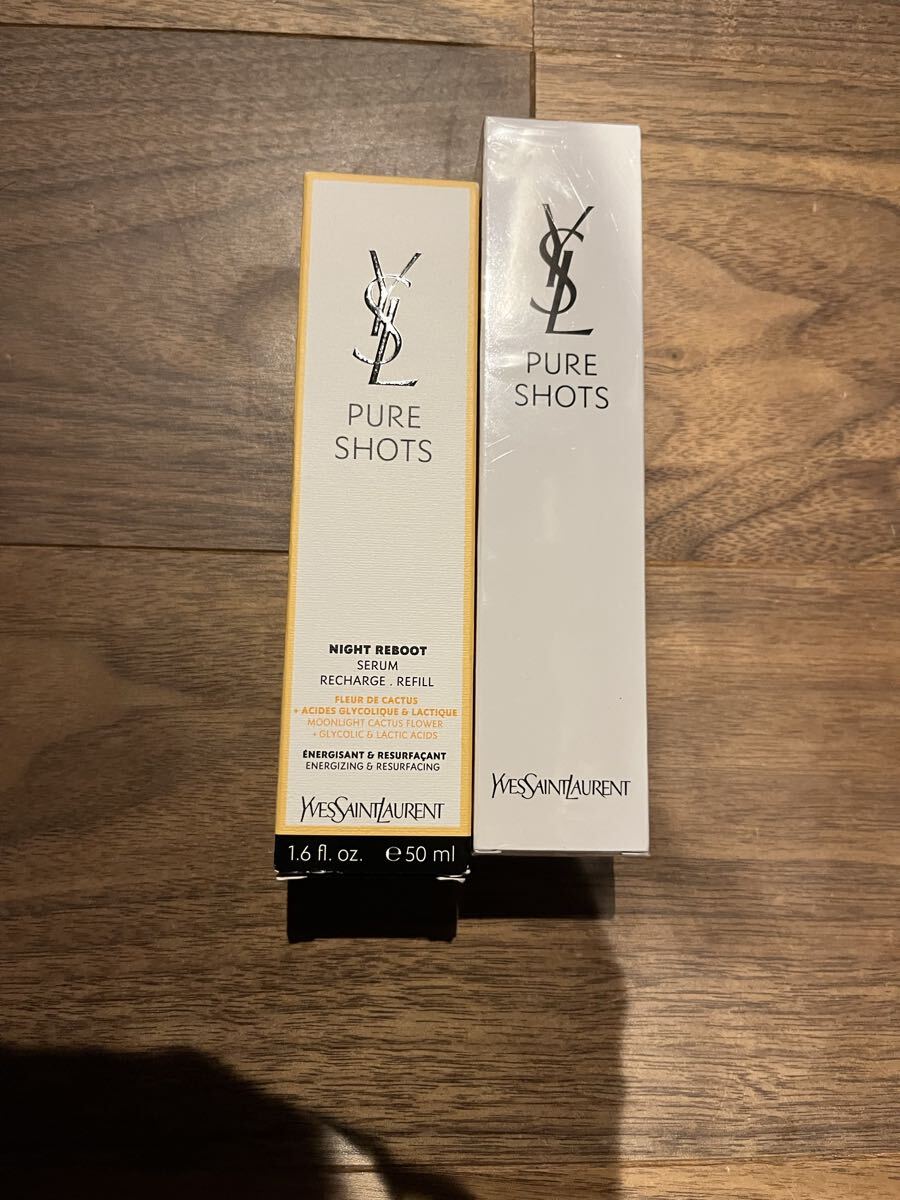 YSL
PURE
SHOTS
NIGHT REBOOT
SERUM
RECHARGE . REFILL
FLEUR DE CACTUS
+ ACIDES GLYCOLIQUE & LACTIQUE
MOONLIGHT CACTUS FLOWER
+ GLYCOLIC & LACTIC ACIDS
ÉNERGISANT & RESURFAÇANT
ENERGIZING & RESURFACING
YVESSAINTLAURENT
1.6 fl. oz. ℮ 50 ml
YSL
PURE
SHOTS
YVESSAINTLAURENT